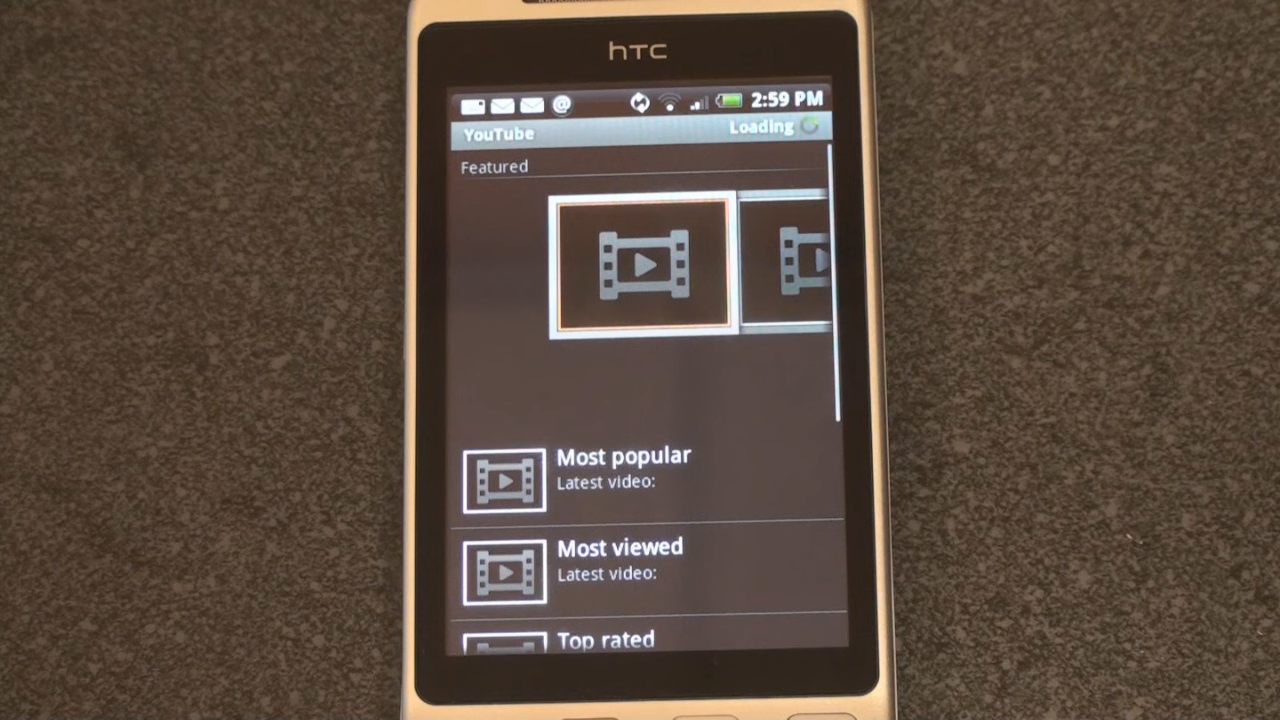 hTC
2:59 PM
YouTube Loading
Featured
Most popular
Latest video:
Most viewed
Latest video:
Top rated